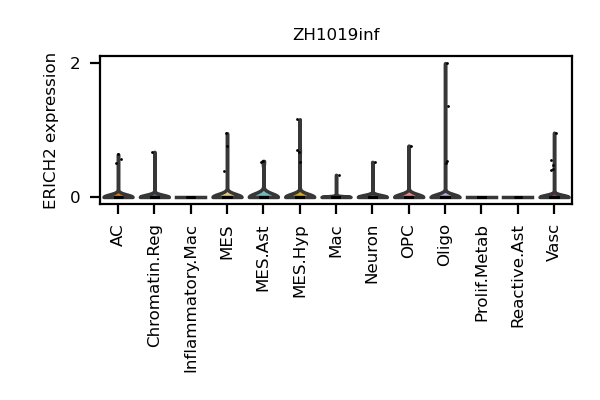 ZH1019inf
ERICH2 expression
2
0
AC
Chromatin.Reg
Inflammatory.Mac
MES
MES.Ast
MES.Hyp
Mac
Neuron
OPC
Oligo
Prolif.Metab
Reactive.Ast
Vasc